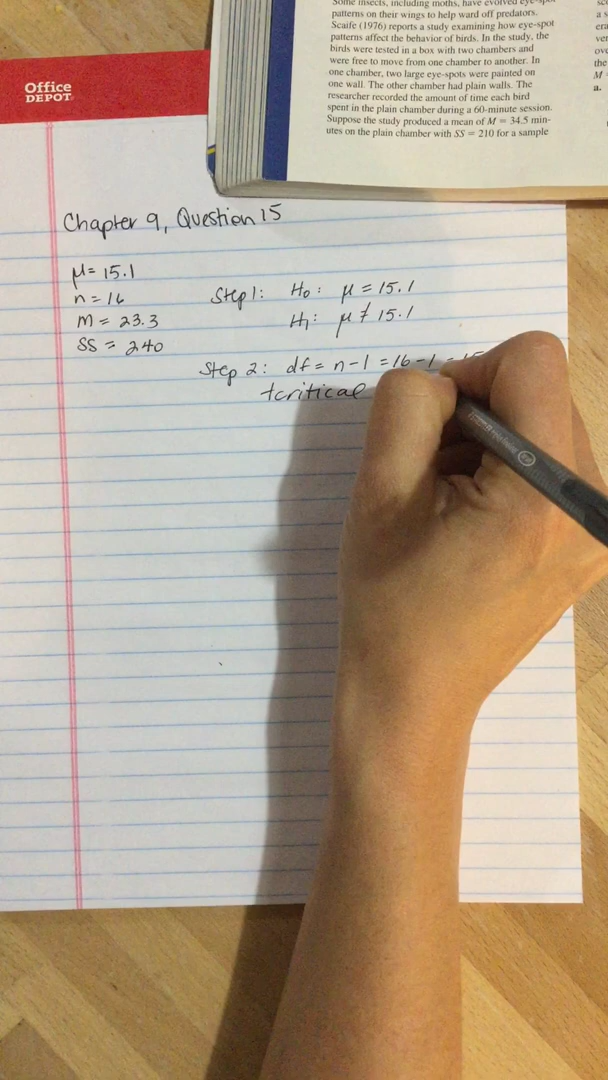 Some insects, including moths, have evolved eye-spot
patterns on their wings to help ward off predators.
Scaife (1976) reports a study examining how eye-spot
patterns affect the behavior of birds. In the study, the
birds were tested in a box with two chambers and
were free to move from one chamber to another. In
one chamber, two large eye-spots were painted on
one wall. The other chamber had plain walls. The
researcher recorded the amount of time each bird
spent in the plain chamber during a 60-minute session.
Suppose the study produced a mean of M = 34.5 min-
utes on the plain chamber with SS = 210 for a sample
the
M
a.
Office
DEPOT
Chapter 9, Question 15
μ = 15.1
n = 16
M = 23.3
SS = 240
Step 1: H₀: μ = 15.1
H₁: μ ≠ 15.1
Step 2: df = n-1 = 16-1 = 15
tcritical